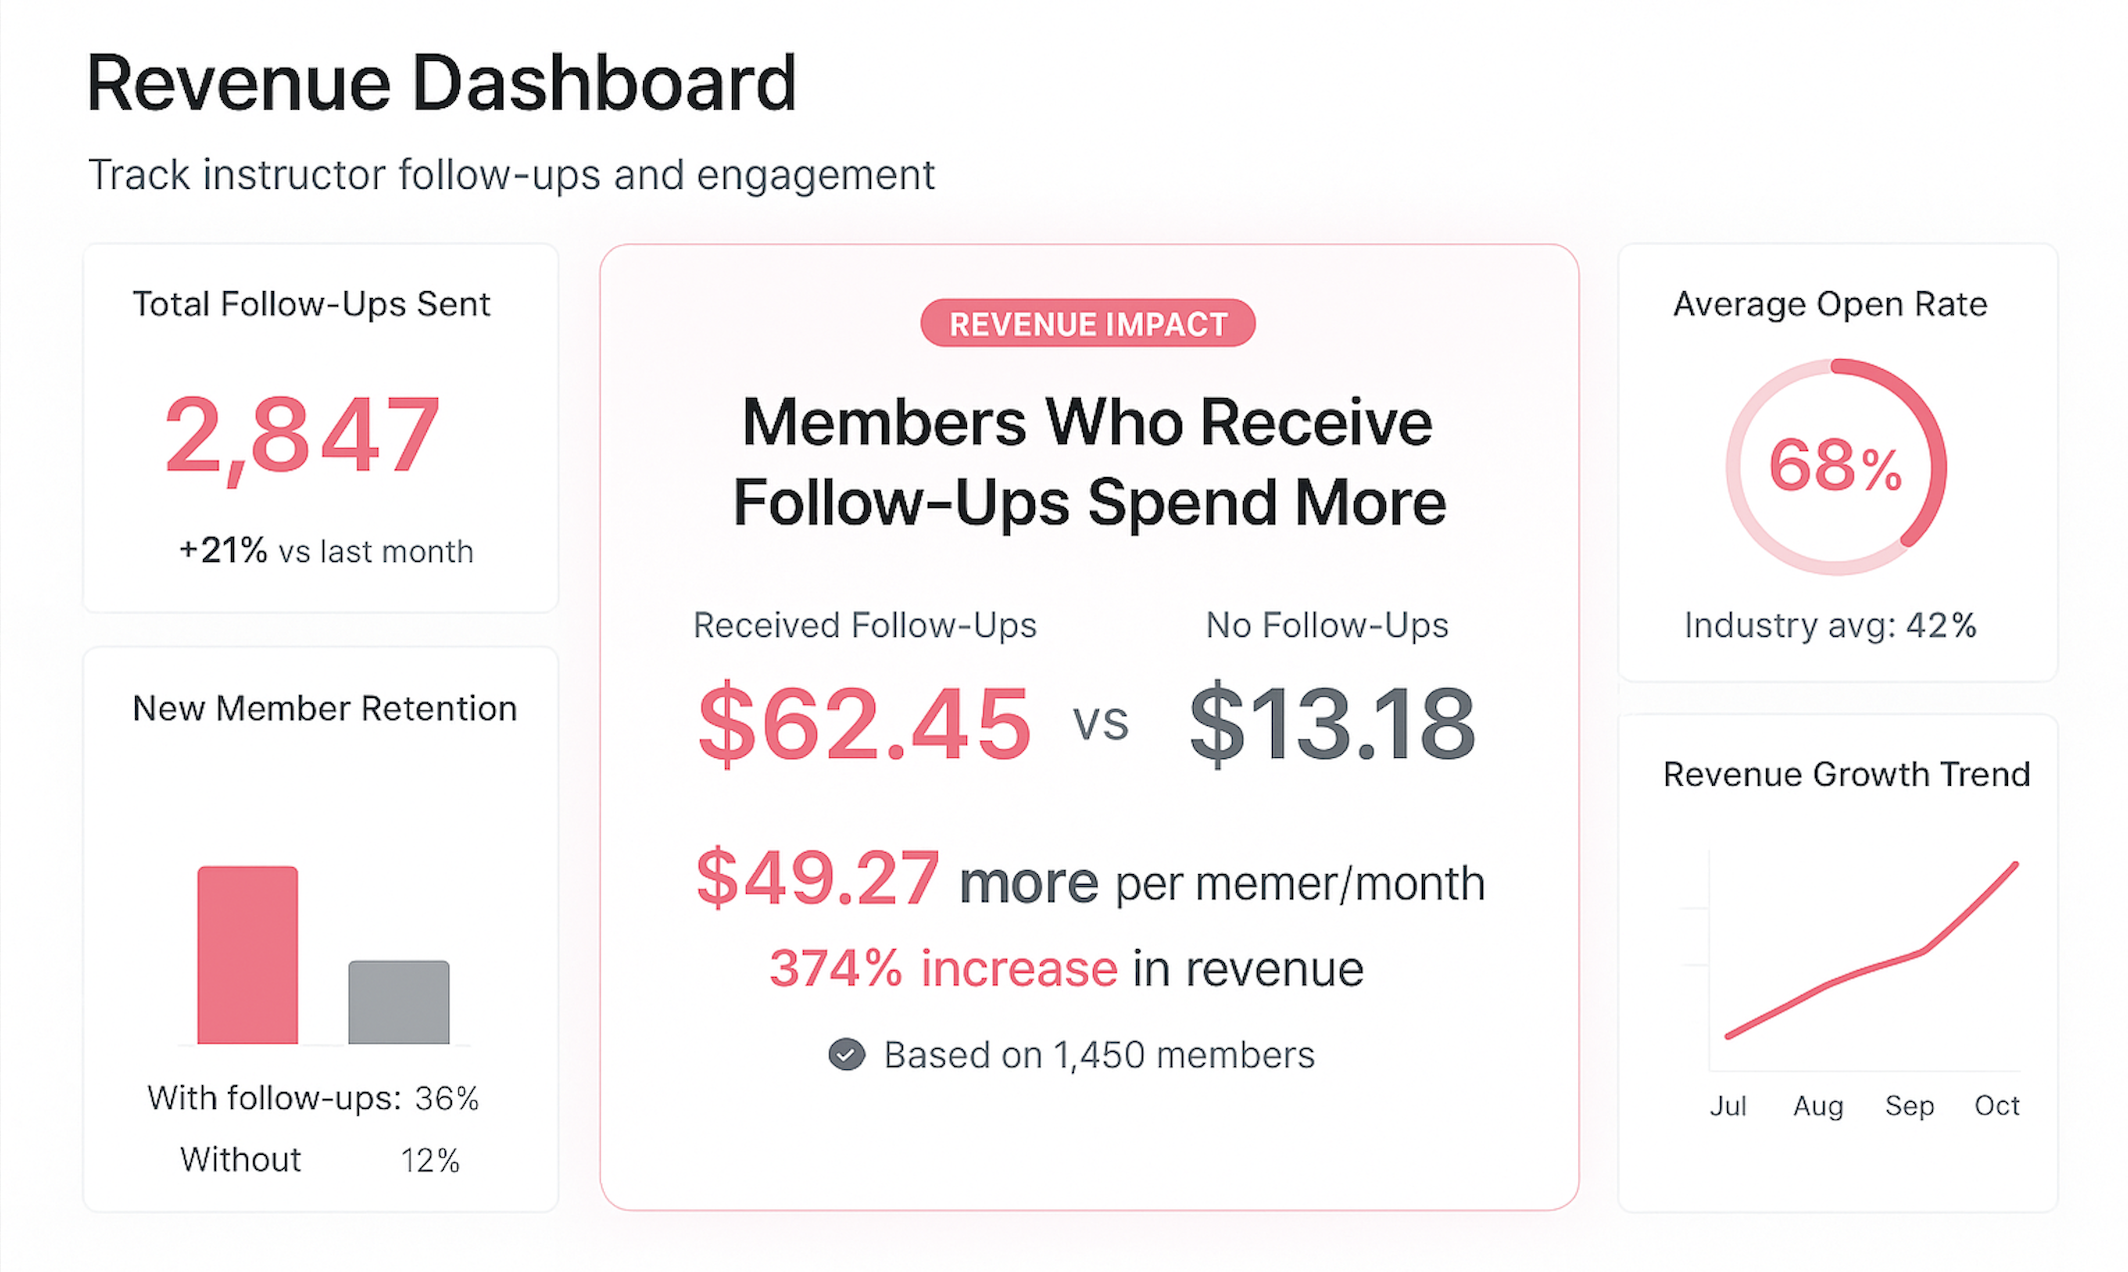 Revenue Dashboard
Track instructor follow-ups and engagement
Total Follow-Ups Sent
2,847
+21% vs last month
New Member Retention
With follow-ups: 36%
Without 12%
REVENUE IMPACT
Members Who Receive
Follow-Ups Spend More
Received Follow-Ups
$62.45
vs
No Follow-Ups
$13.18
$49.27 more per memer/month
374% increase in revenue
Based on 1,450 members
Average Open Rate
68%
Industry avg: 42%
Revenue Growth Trend
Jul Aug Sep Oct